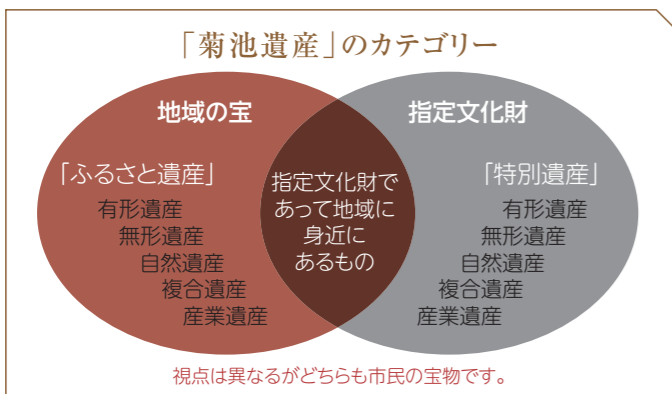 「菊池遺産」のカテゴリー
地域の宝
「ふるさと遺産」
有形遺産
無形遺産
自然遺産
複合遺産
産業遺産
指定文化財で
あって地域に
身近に
あるもの
指定文化財
「特別遺産」
有形遺産
無形遺産
自然遺産
複合遺産
産業遺産
視点は異なるがどちらも市民の宝物です。